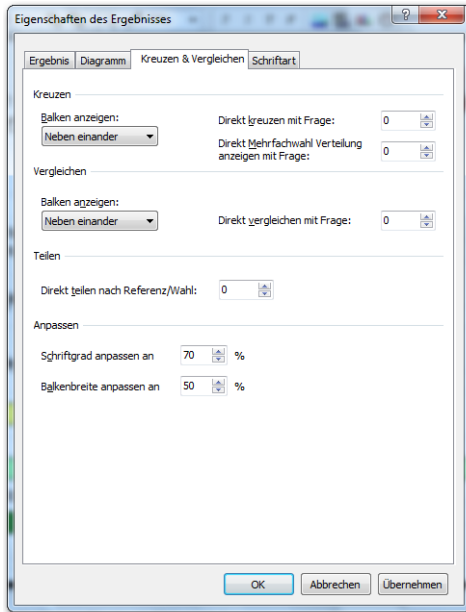 Eigenschaften des Ergebnisses
?
Ergebnis Diagramm Kreuzen & Vergleichen Schriftart
Kreuzen
Balken anzeigen:
Neben einander
Direkt kreuzen mit Frage: 0
Direkt Mehrfachwahl Verteilung
anzeigen mit Frage: 0
Vergleichen
Balken anzeigen:
Neben einander
Direkt vergleichen mit Frage: 0
Teilen
Direkt teilen nach Referenz/Wahl: 0
Anpassen
Schriftgrad anpassen an 70 %
Balkenbreite anpassen an 50 %
OK Abbrechen Übernehmen